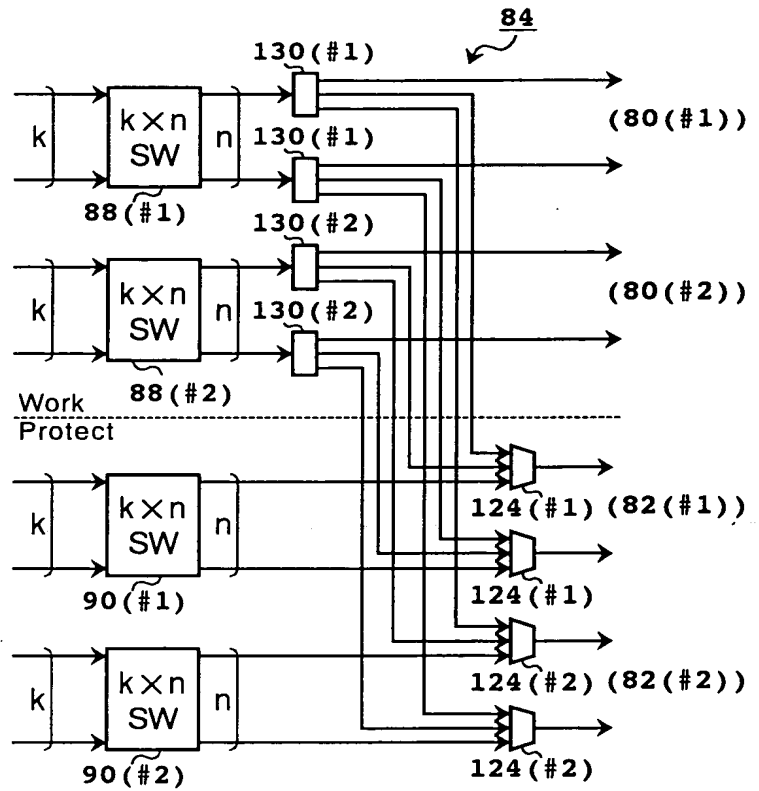 84
130(#1)
(80(#1))
k
k×n
SW
n
130(#1)
88(#1)
130(#2)
(80(#2))
k
k×n
SW
n
130(#2)
88(#2)
Work
Protect
k
k×n
SW
n
124(#1)
(82(#1))
90(#1)
124(#1)
k
k×n
SW
n
124(#2)
(82(#2))
90(#2)
124(#2)